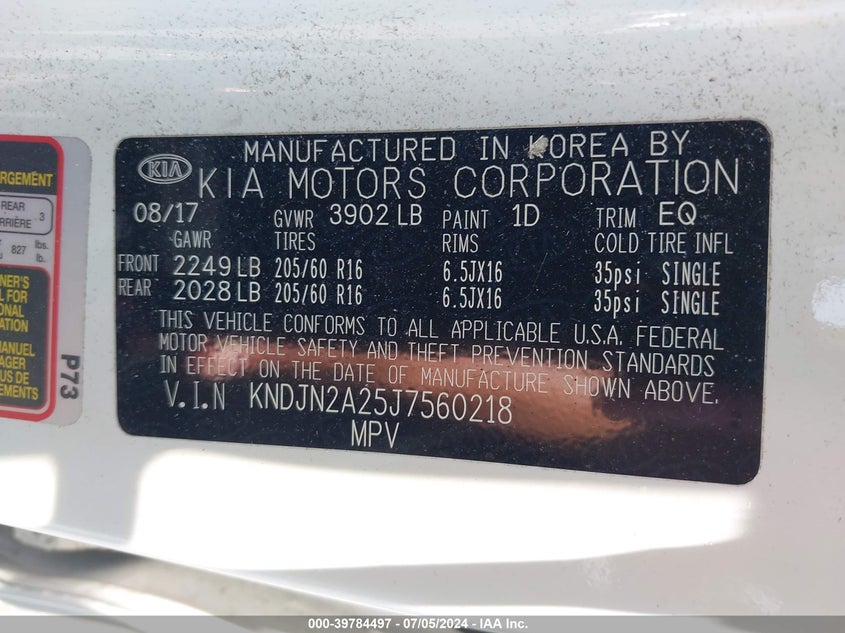 MANUFACTURED IN KOREA BY
KIA KIA MOTORS CORPORATION
08/17 GVWR 3902 LB PAINT 1D TRIM EQ
GAWR TIRES RIMS COLD TIRE INFL
FRONT 2249 LB 205/60 R16 6.5JX16 35psi SINGLE
REAR 2028 LB 205/60 R16 6.5JX16 35psi SINGLE
THIS VEHICLE CONFORMS TO ALL APPLICABLE U.S.A. FEDERAL
MOTOR VEHICLE SAFETY AND THEFT PREVENTION STANDARDS
IN EFFECT ON THE DATE OF MANUFACTURE SHOWN ABOVE.
V.I.N KNDJN2A25J7560218
MPV
REAR 3
827 lbs.
P73
000-39784497 - 07/05/2024 - IAA Inc.